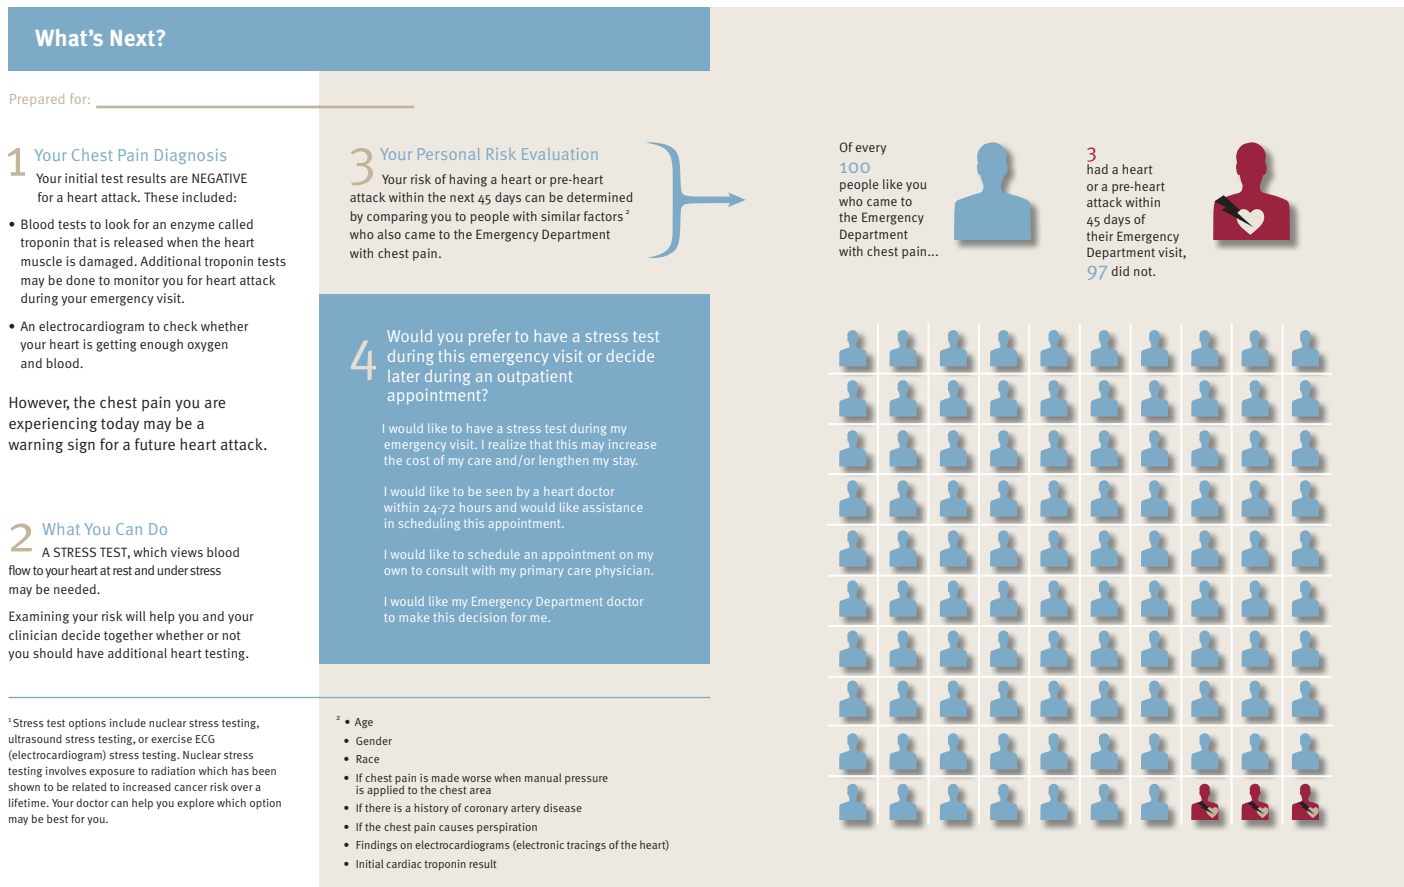 What's Next?
Prepared for:
1 Your Chest Pain Diagnosis
Your initial test results are NEGATIVE
for a heart attack. These included:
• Blood tests to look for an enzyme called
troponin that is released when the heart
muscle is damaged. Additional troponin tests
may be done to monitor you for heart attack
during your emergency visit.
• An electrocardiogram to check whether
your heart is getting enough oxygen
and blood.
However, the chest pain you are
experiencing today may be a
warning sign for a future heart attack.
2 What You Can Do
A STRESS TEST, which views blood
flow to your heart at rest and under stress
may be needed.
Examining your risk will help you and your
clinician decide together whether or not
you should have additional heart testing.
3 Your Personal Risk Evaluation
Your risk of having a heart or pre-heart
attack within the next 45 days can be determined
by comparing you to people with similar factors ²
who also came to the Emergency Department
with chest pain.
4 Would you prefer to have a stress test
during this emergency visit or decide
later during an outpatient
appointment?
I would like to have a stress test during my
emergency visit. I realize that this may increase
the cost of my care and/or lengthen my stay.
I would like to be seen by a heart doctor
within 24-72 hours and would like assistance
in scheduling this appointment.
I would like to schedule an appointment on my
own to consult with my primary care physician.
I would like my Emergency Department doctor
to make this decision for me.
Of every
100
people like you
who came to
the Emergency
Department
with chest pain...
3
had a heart
or a pre-heart
attack within
45 days of
their Emergency
Department visit,
97 did not.
¹ Stress test options include nuclear stress testing,
ultrasound stress testing, or exercise ECG
(electrocardiogram) stress testing. Nuclear stress
testing involves exposure to radiation which has been
shown to be related to increased cancer risk over a
lifetime. Your doctor can help you explore which option
may be best for you.
² • Age
• Gender
• Race
• If chest pain is made worse when manual pressure
is applied to the chest area
• If there is a history of coronary artery disease
• If the chest pain causes perspiration
• Findings on electrocardiograms (electronic tracings of the heart)
• Initial cardiac troponin result